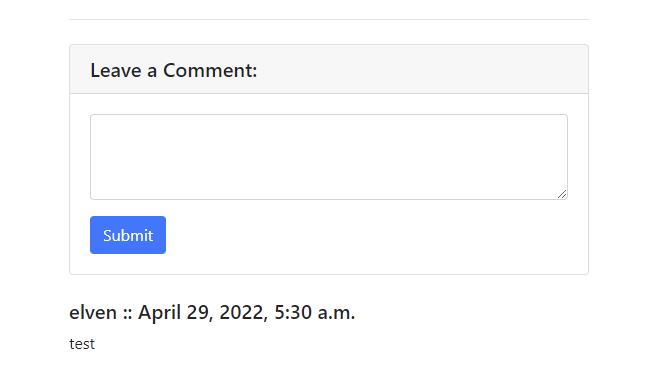 Leave a Comment:
Submit
elven :: April 29, 2022, 5:30 a.m.
test